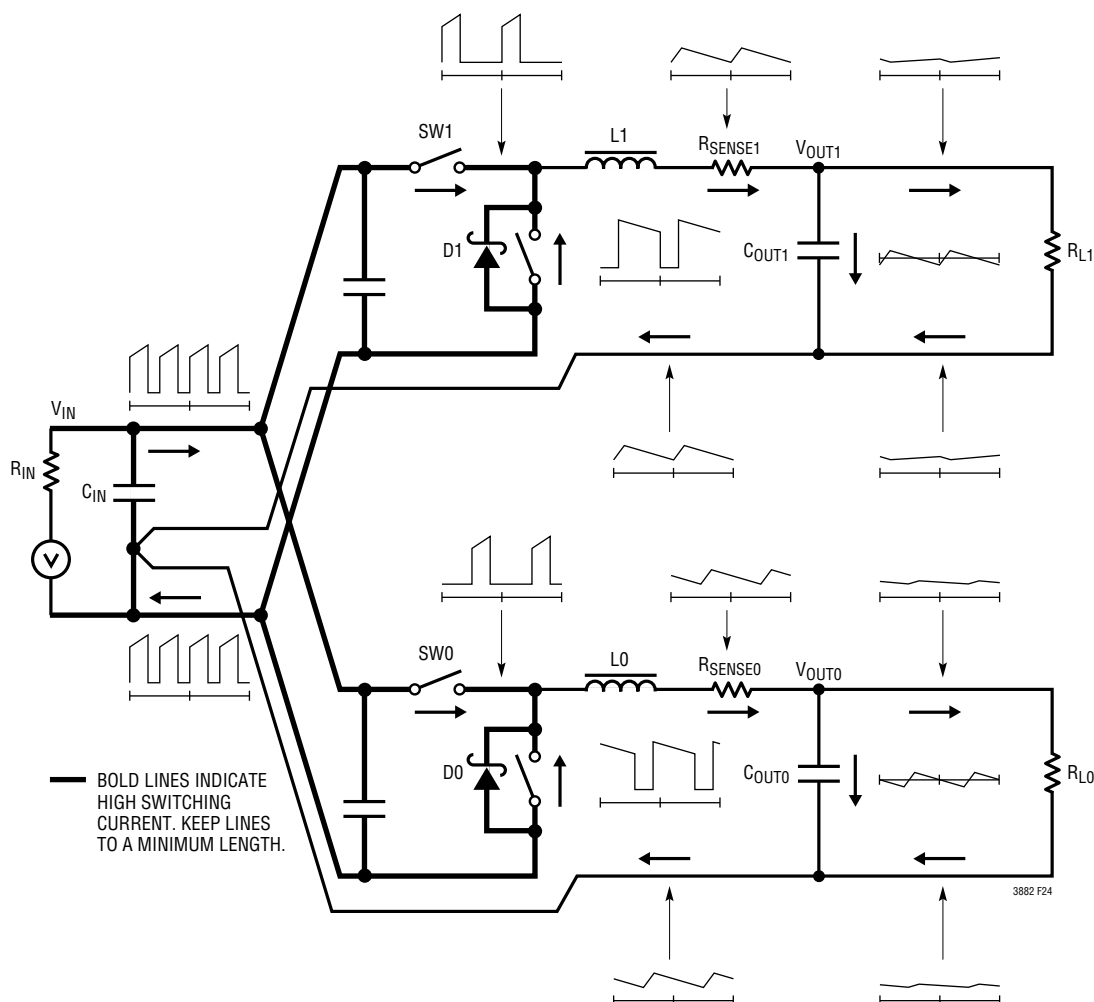 SW1
L1
RSENSE1
VOUT1
D1
COUT1
RL1
VIN
RIN
CIN
V
SW0
L0
RSENSE0
VOUT0
D0
COUT0
RL0
BOLD LINES INDICATE
HIGH SWITCHING
CURRENT. KEEP LINES
TO A MINIMUM LENGTH.
3882 F24